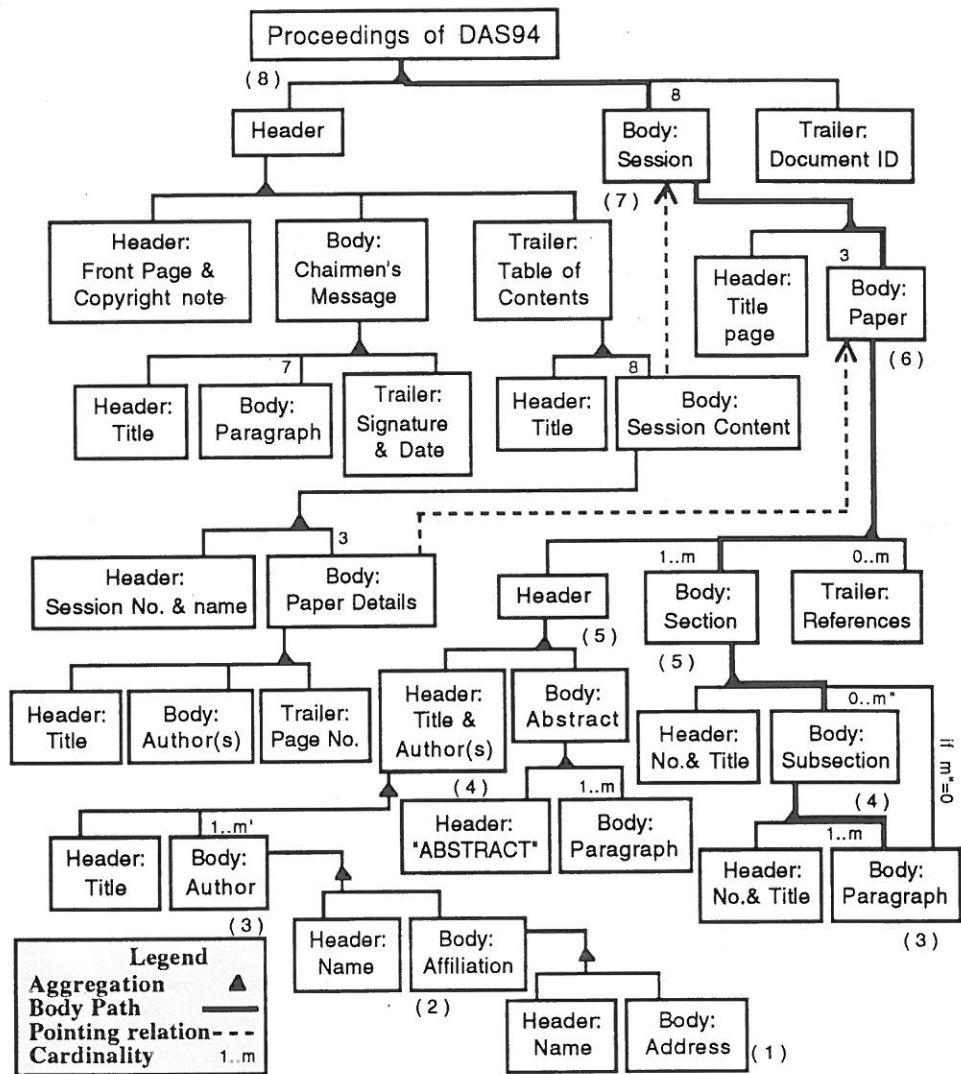 Proceedings of DAS94
(8)
8
Header
Body:
Session
Trailer:
Document ID
(7)
Header:
Front Page &
Copyright note
Body:
Chairmen's
Message
Trailer:
Table of
Contents
3
Header:
Title
page
Body:
Paper
(6)
7
8
Header:
Title
Body:
Paragraph
Trailer:
Signature
& Date
Header:
Title
Body:
Session Content
3
Header:
Session No. & name
Body:
Paper Details
1..m
0..m
Header
Body:
Section
Trailer:
References
(5)
(5)
Header:
Title
Body:
Author(s)
Trailer:
Page No.
Header:
Title &
Author(s)
Body:
Abstract
0..m"
Header:
No.& Title
Body:
Subsection
if m"=0
(4)
(4)
1..m
Header:
"ABSTRACT"
Body:
Paragraph
1..m
Header:
No.& Title
Body:
Paragraph
(3)
1..m'
Header:
Title
Body:
Author
(3)
Header:
Name
Body:
Affiliation
(2)
Header:
Name
Body:
Address
(1)
Legend
Aggregation
Body Path
Pointing relation
Cardinality 1..m